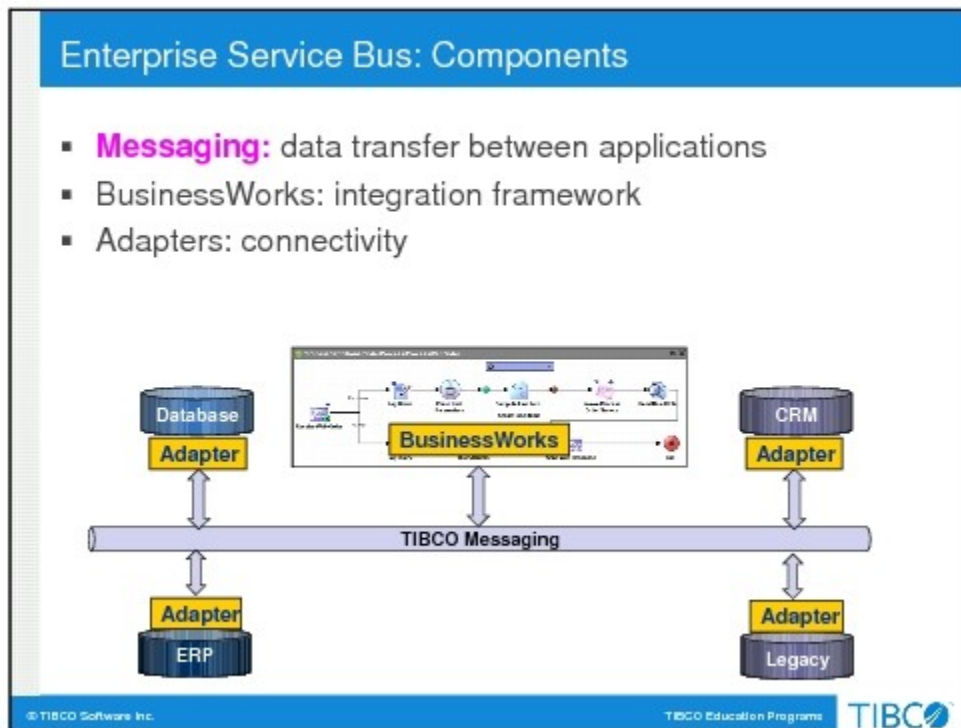 Enterprise Service Bus: Components
Messaging: data transfer between applications
BusinessWorks: integration framework
Adapters: connectivity
Database
Adapter
BusinessWorks
CRM
Adapter
TIBCO Messaging
Adapter
ERP
Adapter
Legacy
© TIBCO Software Inc.
TIBCO Education Programs
TIBCO